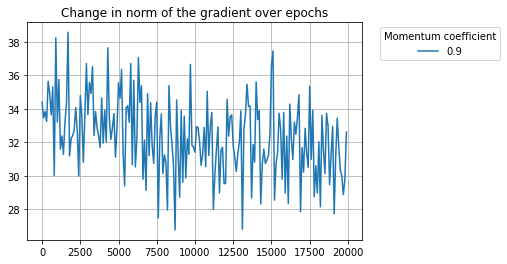 Change in norm of the gradient over epochs
Momentum coefficient
0.9
38
36
34
32
30
28
0 2500 5000 7500 10000 12500 15000 17500 20000